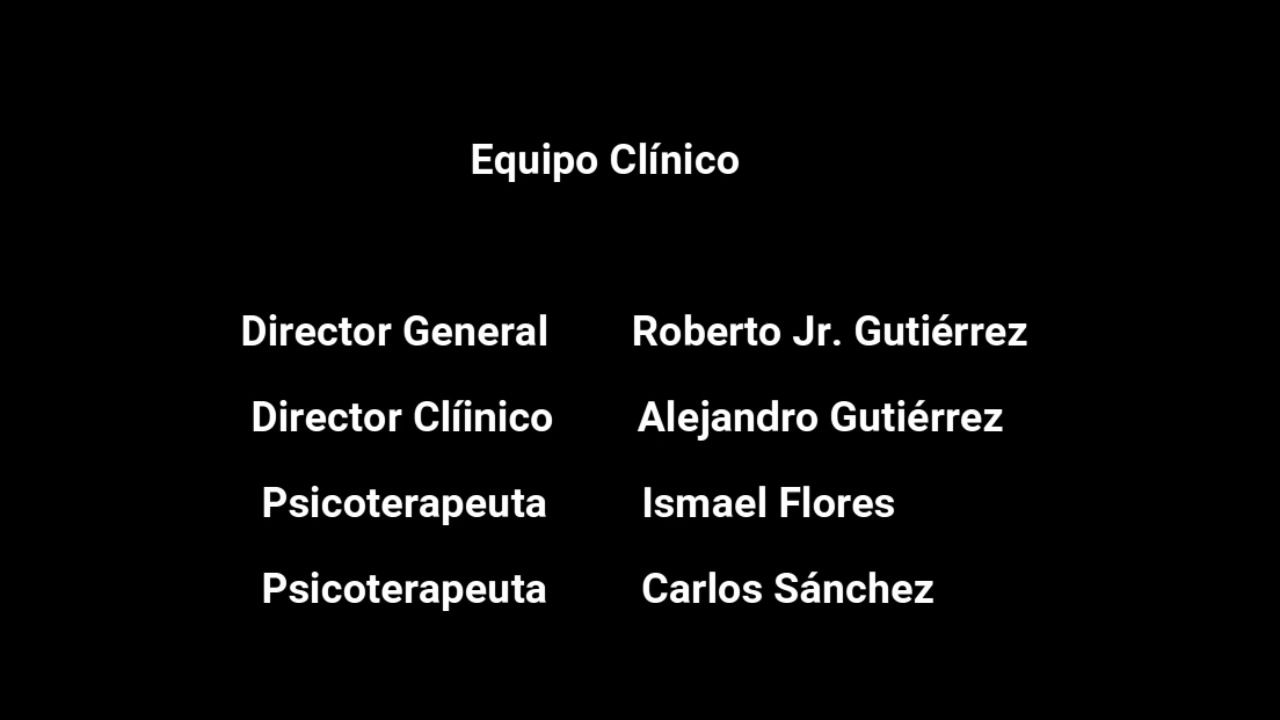 Equipo Clínico
Director General Roberto Jr. Gutiérrez
Director Clíinico Alejandro Gutiérrez
Psicoterapeuta Ismael Flores
Psicoterapeuta Carlos Sánchez